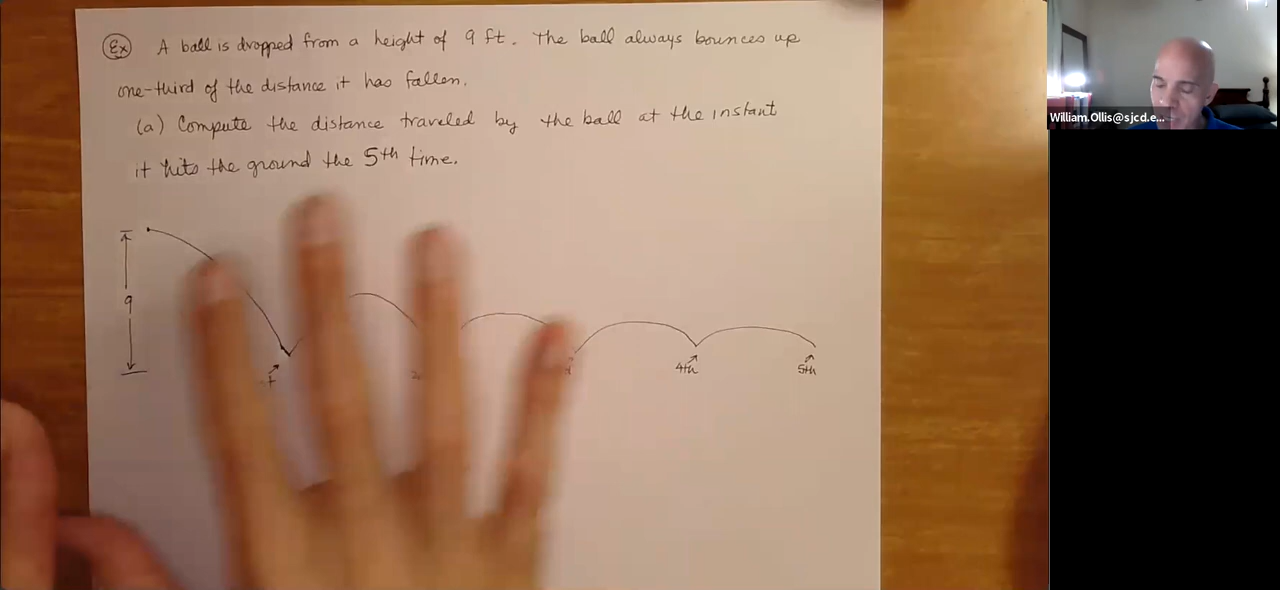 Ex A ball is dropped from a height of 9 ft. The ball always bounces up
one-third of the distance it has fallen.
(a) Compute the distance traveled by the ball at the instant
it hits the ground the 5th time.
9
4th
5th
William.Ollis@sjcd.e...